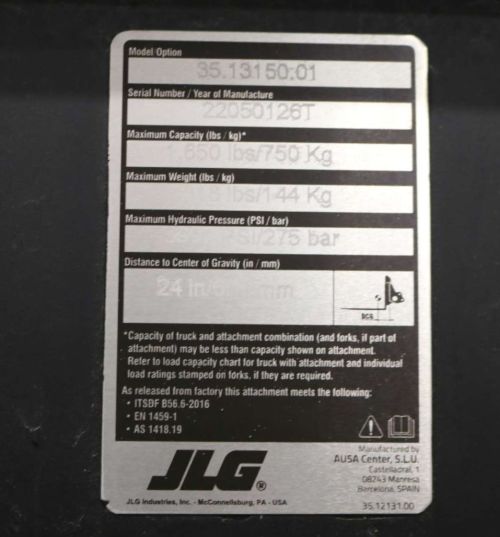 Model Option
35.13150.01
Serial Number / Year of Manufacture
22050126T
Maximum Capacity (lbs / kg)*
1.650 lbs/750 Kg
Maximum Weight (lbs / kg)
lbs/144 Kg
Maximum Hydraulic Pressure (PSI / bar)
/275 bar
Distance to Center of Gravity (in / mm)
24 in/ mm
DCG
*Capacity of truck and attachment combination (and forks, if part of
attachment) may be less than capacity shown on attachment.
Refer to load capacity chart for truck with attachment and individual
load ratings stamped on forks, if they are required.
As released from factory this attachment meets the following:
• ITSDF B56.6-2016
• EN 1459-1
• AS 1418.19
JLG®
JLG Industries, Inc. - McConnellsburg, PA - USA
Manufactured by
AUSA Center, S.L.U.
Castelladral, 1
08243 Manresa
Barcelona, SPAIN
35.12131.00